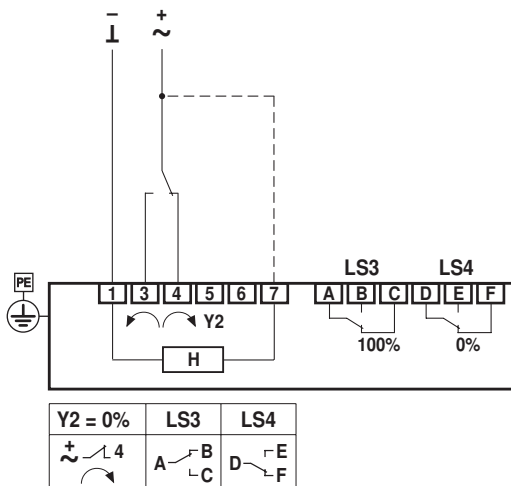 – +
⊥ ~
LS3 LS4
PE 1 3 4 5 6 7 A B C D E F
Y2 100% 0%
H
Y2 = 0% LS3 LS4
+
~ 4 A B C D E F